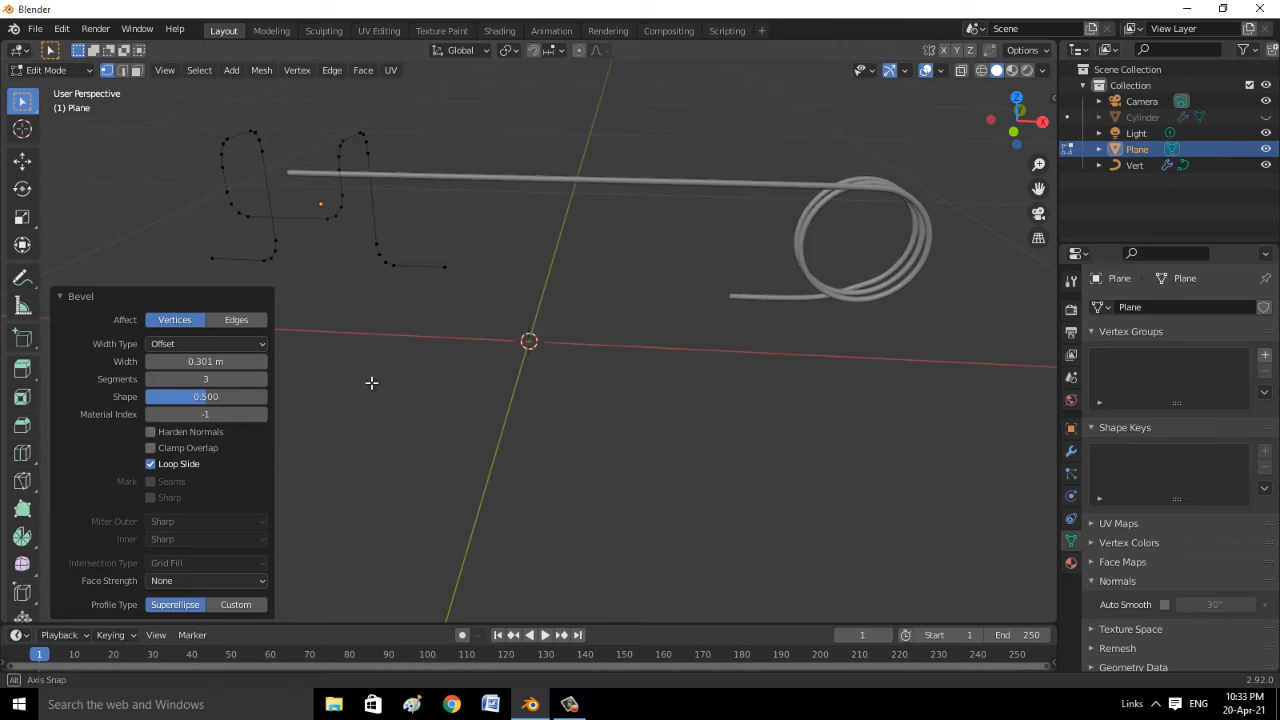 Blender
File Edit Render Window Help Layout Modeling Sculpting UV Editing Texture Paint Shading Animation Rendering Compositing Scripting + Scene View Layer
Global Options
Edit Mode View Select Add Mesh Vertex Edge Face UV X Y Z
User Perspective
(1) Plane
Z
Y
X
Scene Collection
Collection
Camera
Cylinder
Light
Plane
Vert
Bevel
Affect Vertices Edges
Width Type Offset
Width 0.301 m
Segments 3
Shape 0.500
Material Index -1
Harden Normals
Clamp Overlap
Loop Slide
Mark Seams
Sharp
Miter Outer Sharp
Inner Sharp
Intersection Type Grid Fill
Face Strength None
Profile Type Superellipse Custom
Plane Plane
Plane
Vertex Groups
Shape Keys
UV Maps
Vertex Colors
Face Maps
Normals
Auto Smooth 30°
Texture Space
Remesh
Geometry Data
Playback Keying View Marker 1 Start 1 End 250
1 10 20 30 40 50 60 70 80 90 100 110 120 130 140 150 160 170 180 190 200 210 220 230 240 250
Alt Axis Snap 2.92.0
Search the web and Windows Links ENG 10:33 PM
20-Apr-21